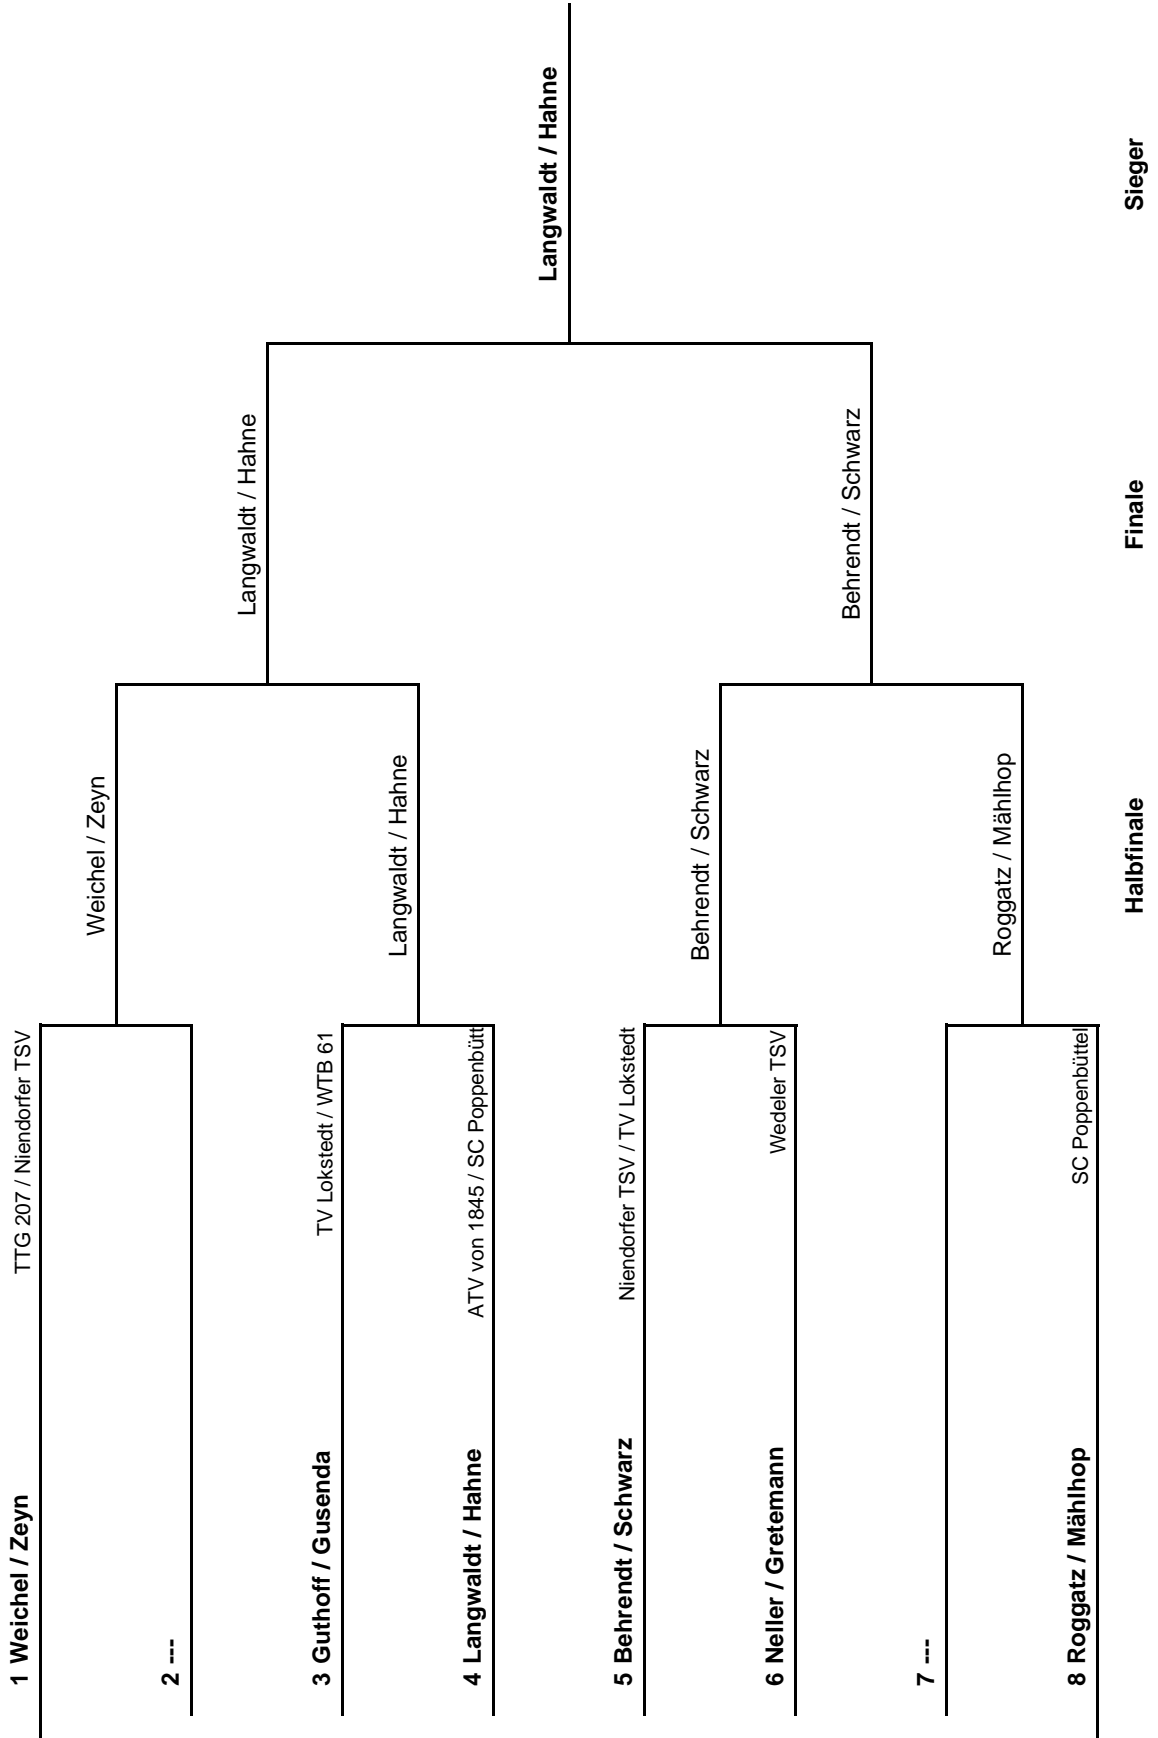 1 Weichel / Zeyn TTG 207 / Niendorfer TSV
2 ---
3 Guthoff / Gusenda TV Lokstedt / WTB 61
4 Langwaldt / Hahne ATV von 1845 / SC Poppenbütt
5 Behrendt / Schwarz Niendorfer TSV / TV Lokstedt
6 Neller / Gretemann Wedeler TSV
7 ---
8 Roggatz / Mählhop SC Poppenbüttel
Weichel / Zeyn
Langwaldt / Hahne
Behrendt / Schwarz
Roggatz / Mählhop
Langwaldt / Hahne
Behrendt / Schwarz
Langwaldt / Hahne
Halbfinale
Finale
Sieger